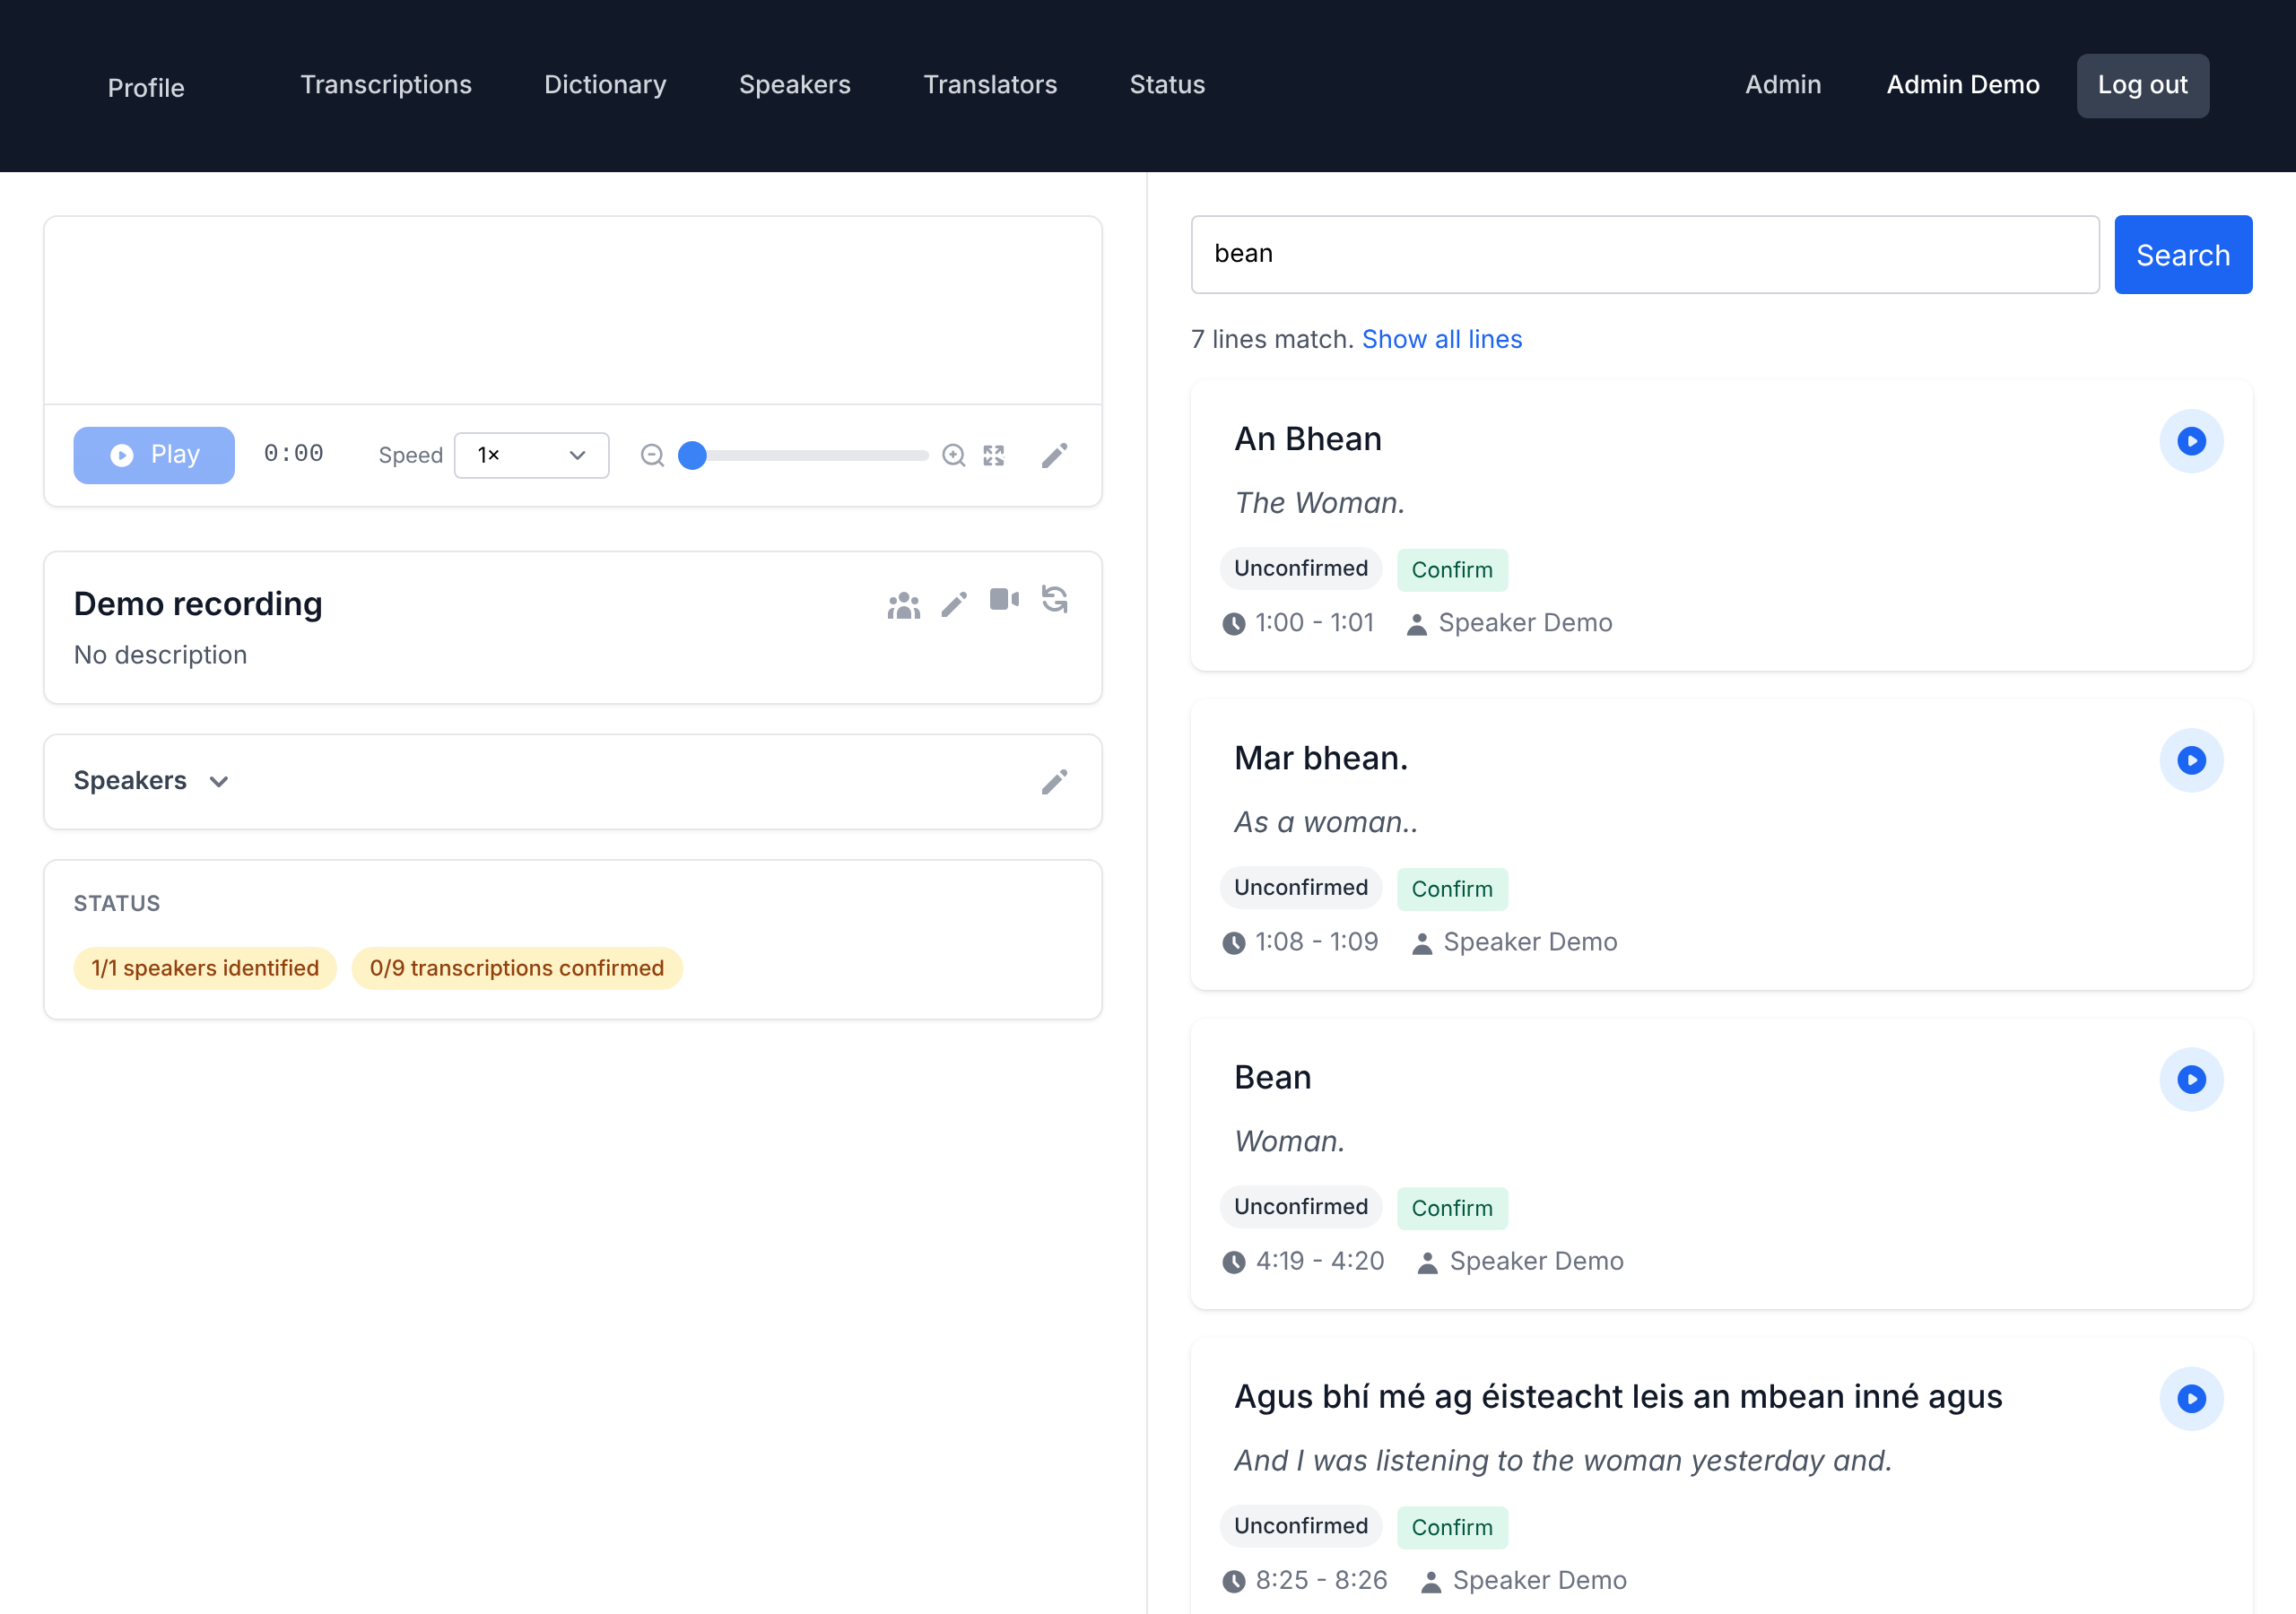 Profile
Transcriptions
Dictionary
Speakers
Translators
Status
Admin
Admin Demo
Log out
Play
0:00
Speed
1×
Demo recording
No description
Speakers
STATUS
1/1 speakers identified
0/9 transcriptions confirmed
bean
Search
7 lines match. Show all lines
An Bhean
The Woman.
Unconfirmed
Confirm
1:00 - 1:01
Speaker Demo
Mar bhean.
As a woman..
Unconfirmed
Confirm
1:08 - 1:09
Speaker Demo
Bean
Woman.
Unconfirmed
Confirm
4:19 - 4:20
Speaker Demo
Agus bhí mé ag éisteacht leis an mbean inné agus
And I was listening to the woman yesterday and.
Unconfirmed
Confirm
8:25 - 8:26
Speaker Demo